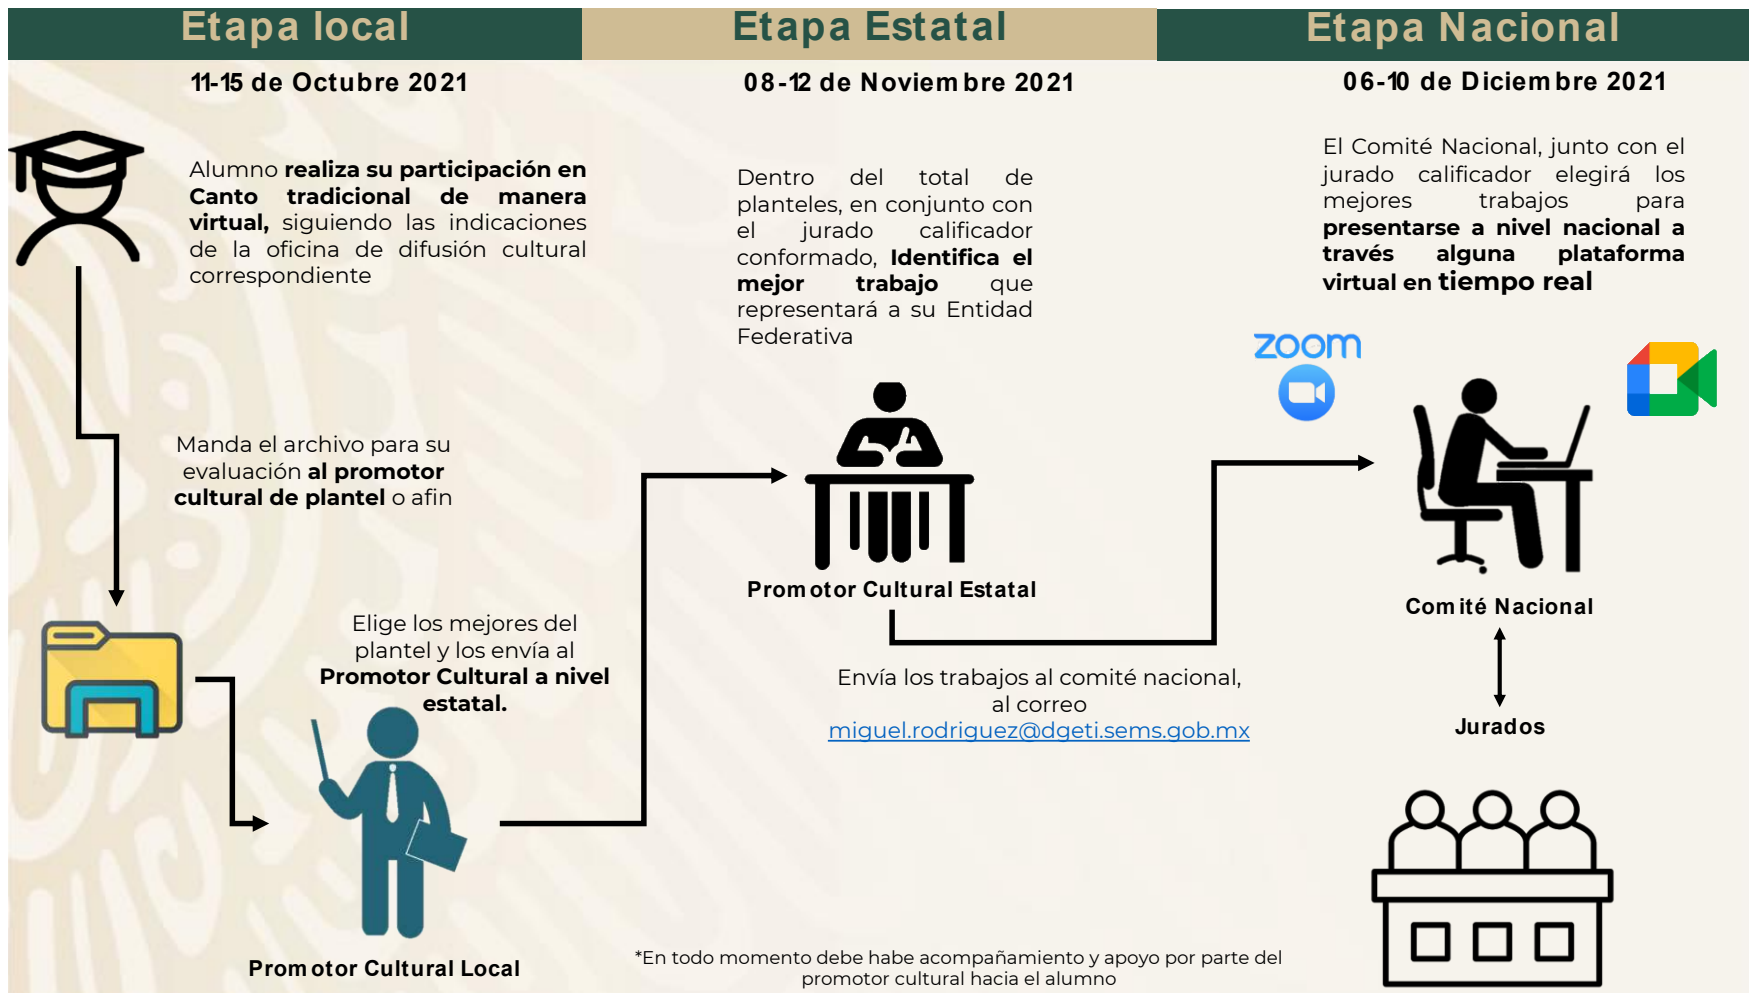 Etapa local
Etapa Estatal
Etapa Nacional
11-15 de Octubre 2021
08-12 de Noviembre 2021
06-10 de Diciembre 2021
Alumno realiza su participación en
Canto tradicional de manera
virtual, siguiendo las indicaciones
de la oficina de difusión cultural
correspondiente
Manda el archivo para su
evaluación al promotor
cultural de plantel o afin
Elige los mejores del
plantel y los envía al
Promotor Cultural a nivel
estatal.
Promotor Cultural Local
Dentro del total de
planteles, en conjunto con
el jurado calificador
conformado, Identifica el
mejor trabajo que
representará a su Entidad
Federativa
Promotor Cultural Estatal
Envía los trabajos al comité nacional,
al correo
miguel.rodriguez@dgeti.sems.gob.mx
El Comité Nacional, junto con el
jurado calificador elegirá los
mejores trabajos para
presentarse a nivel nacional a
través alguna plataforma
virtual en tiempo real
zoom
Comité Nacional
Jurados
*En todo momento debe habe acompañamiento y apoyo por parte del
promotor cultural hacia el alumno